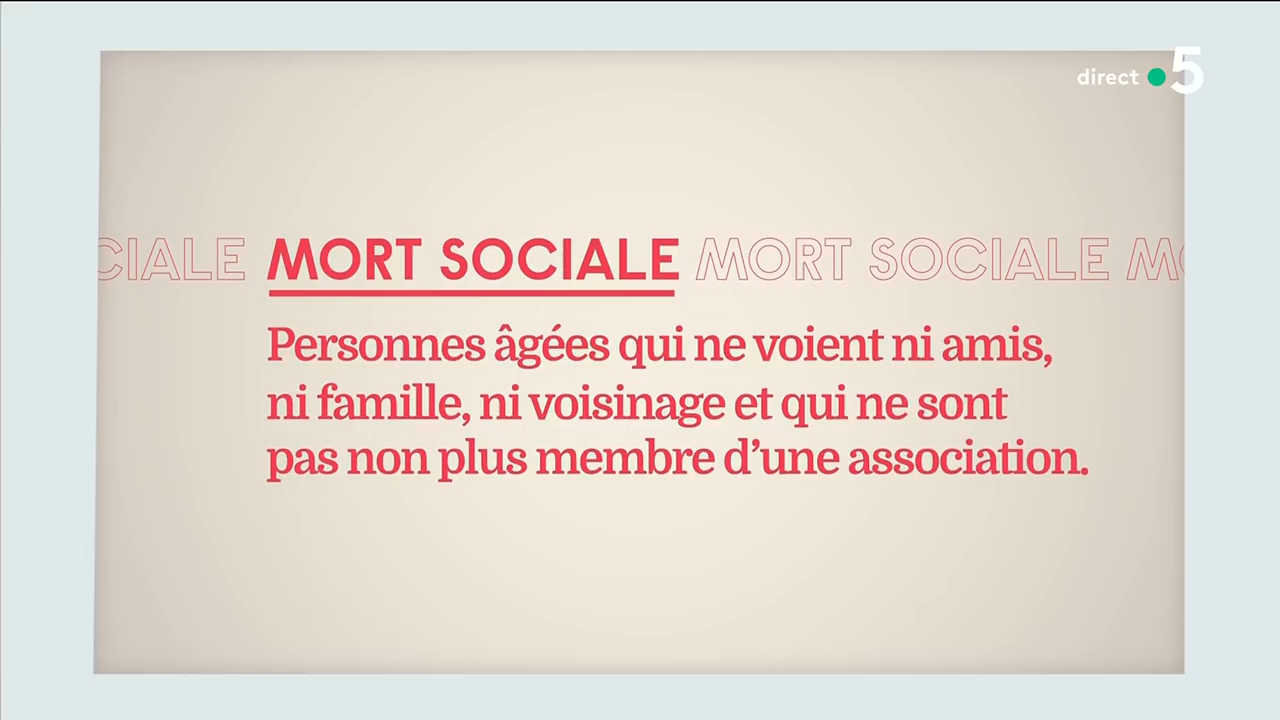 direct 5
CIALE MORT SOCIALE MORT SOCIALE MO
Personnes âgées qui ne voient ni amis,
ni famille, ni voisinage et qui ne sont
pas non plus membre d’une association.